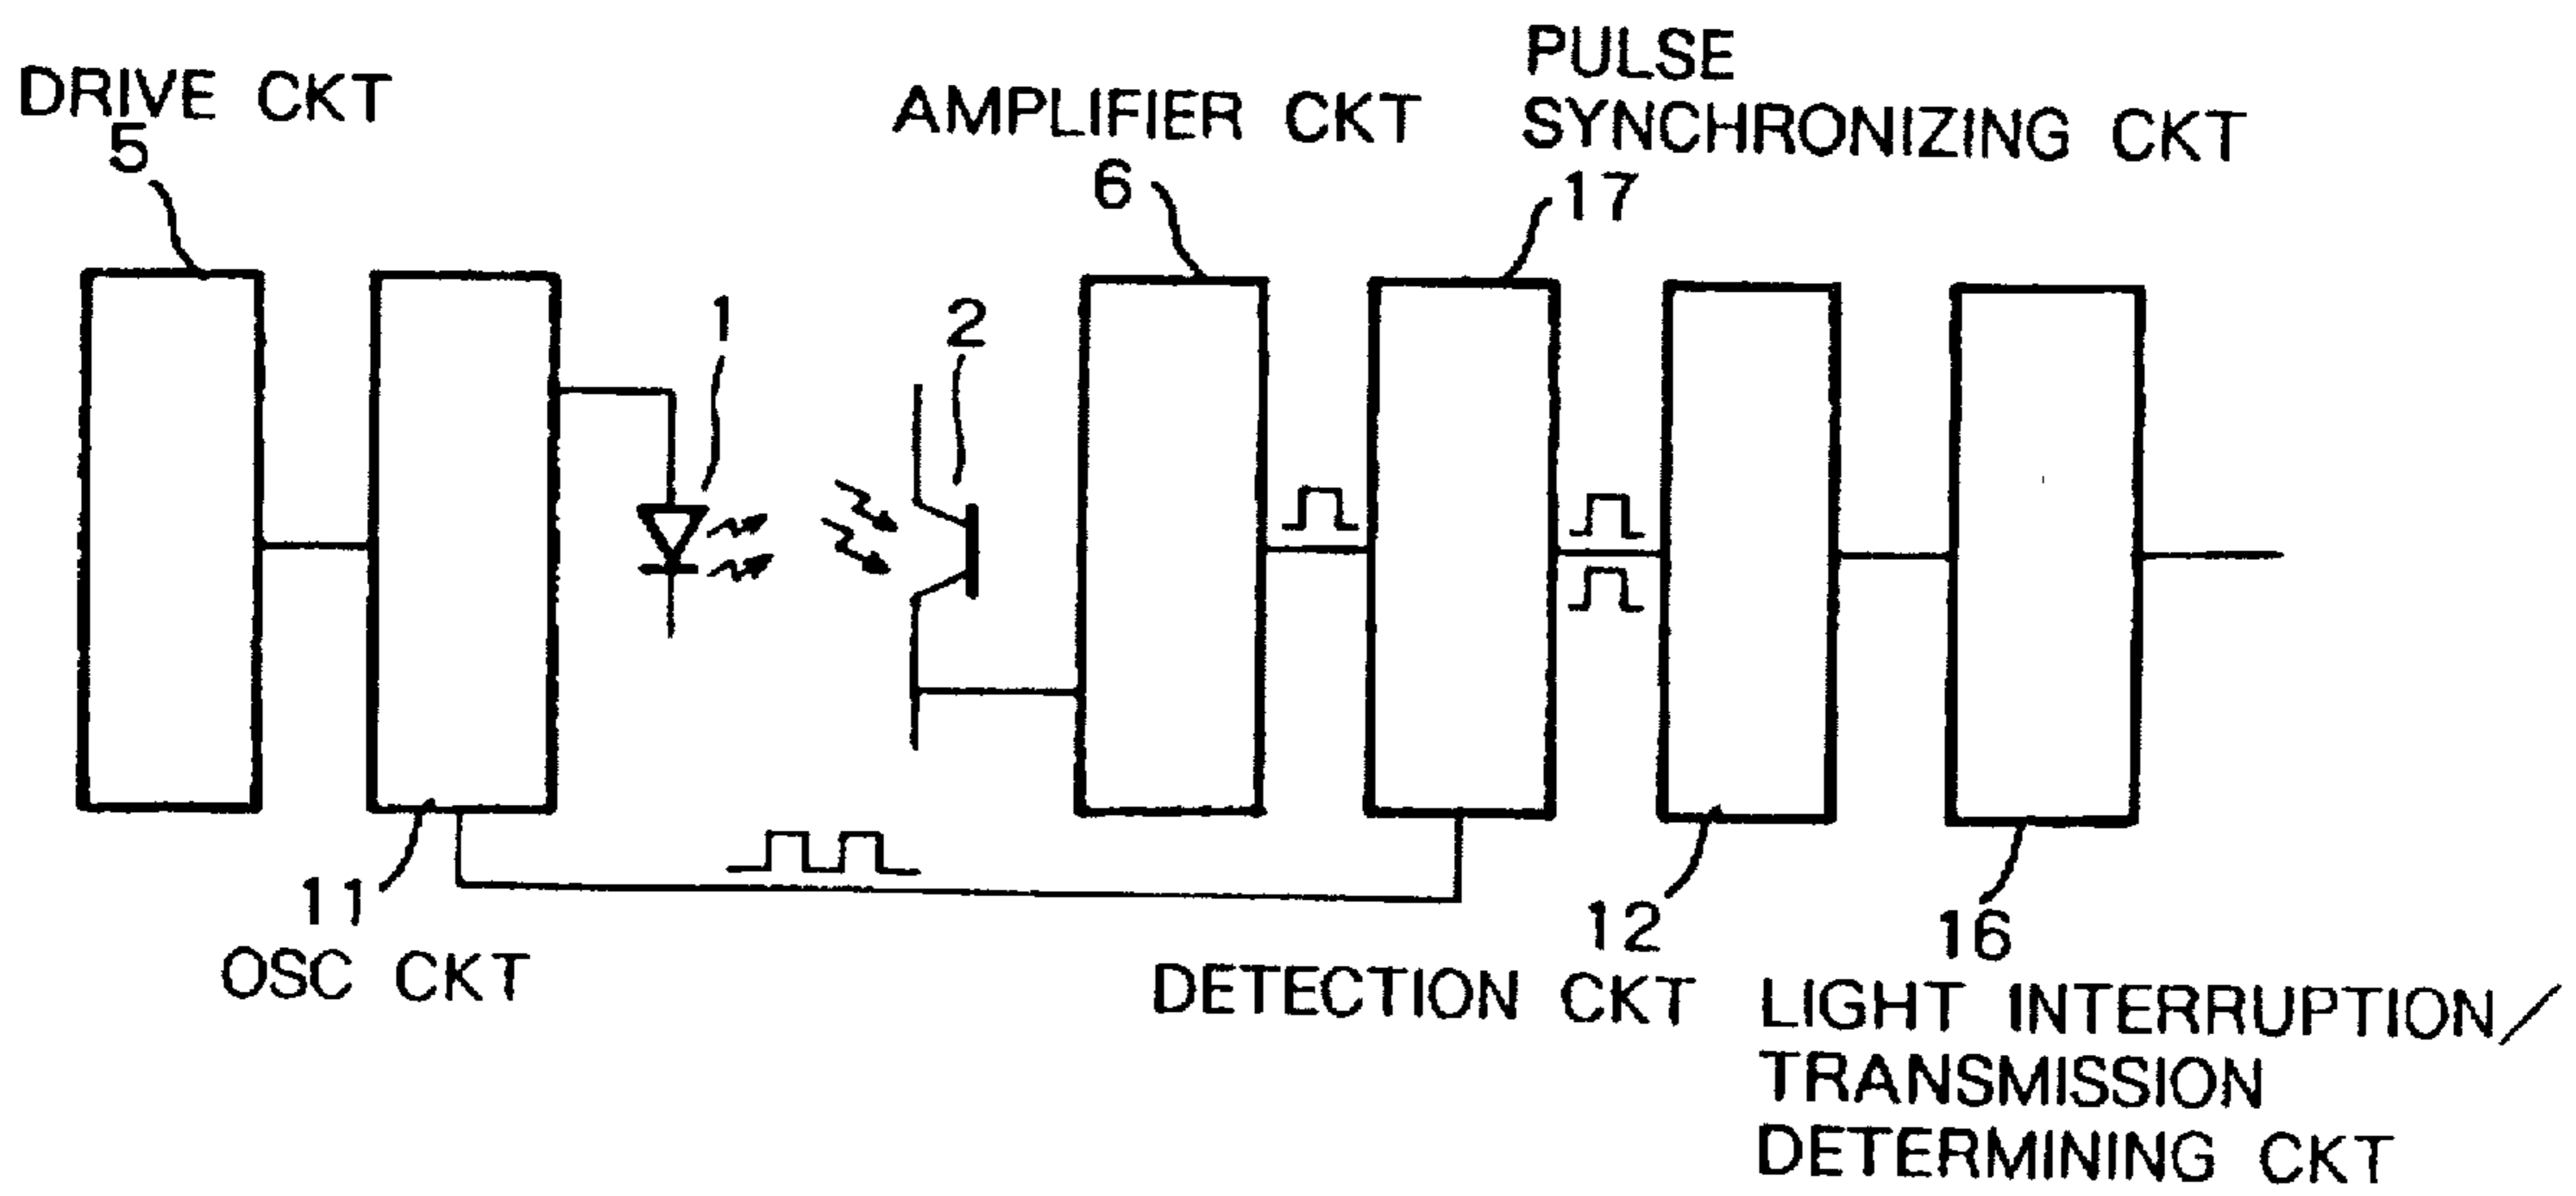 DRIVE CKT
5
AMPLIFIER CKT
6
PULSE
SYNCHRONIZING CKT
17
1
2
11
OSC CKT
12
DETECTION CKT
16
LIGHT INTERRUPTION/
TRANSMISSION
DETERMINING CKT